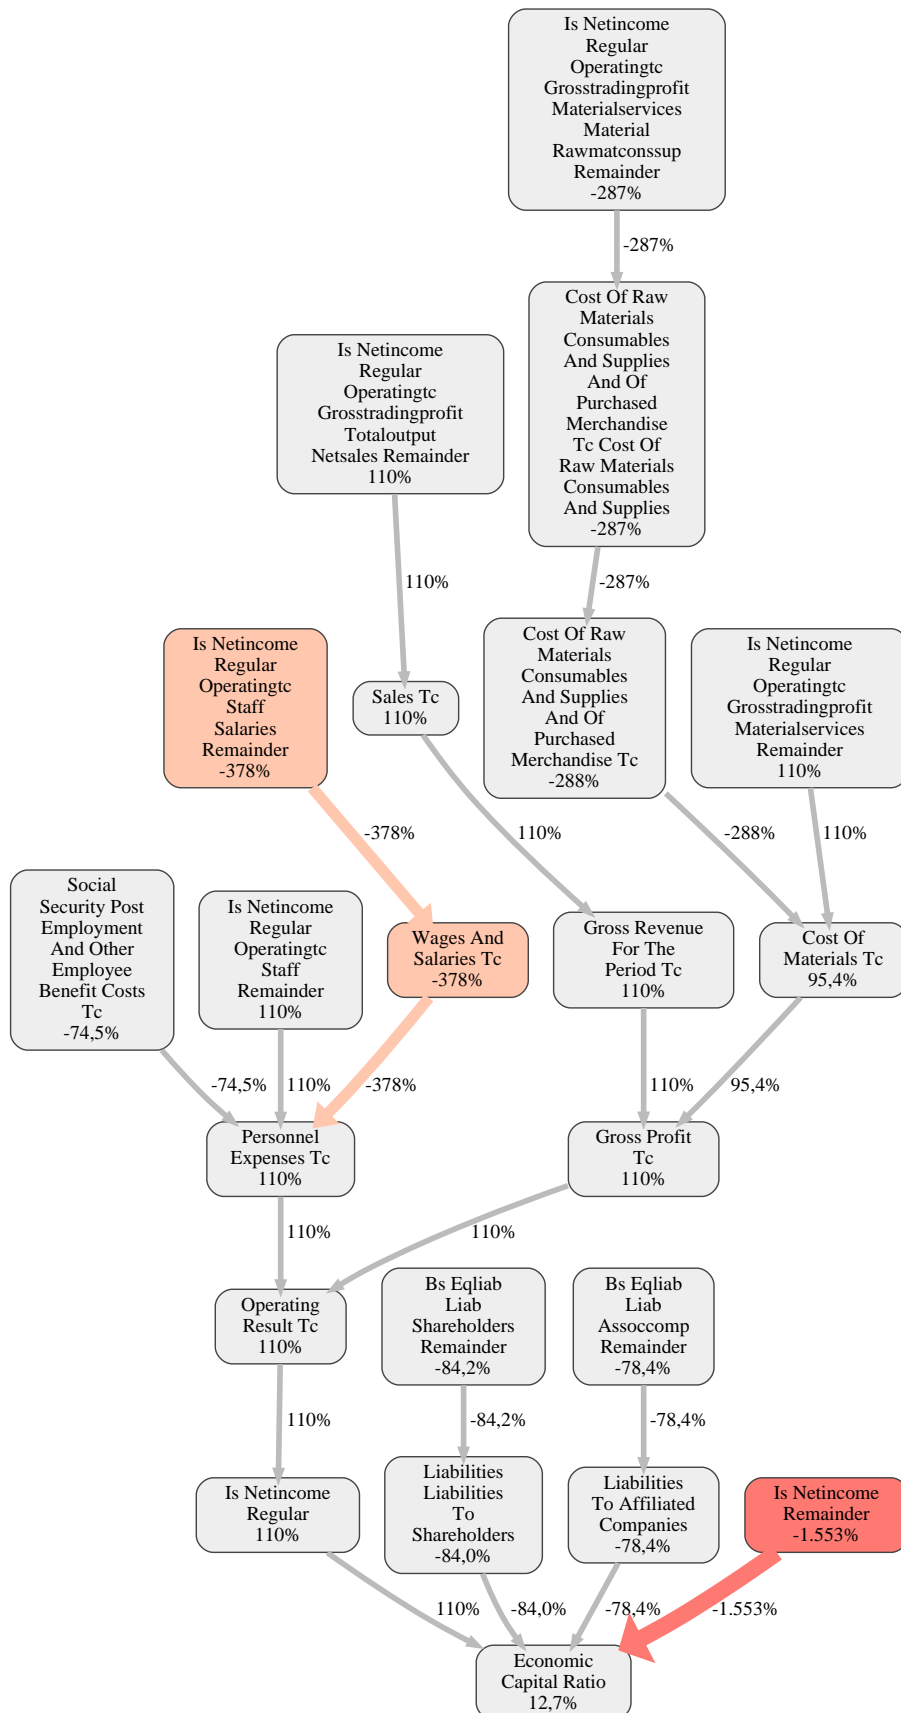 Is Netincome
Regular
Operatingtc
Grosstradingprofit
Materialservices
Material
Rawmatconssup
Remainder
-287%
-287%
Cost Of Raw
Materials
Consumables
And Supplies
And Of
Purchased
Merchandise
Tc Cost Of
Raw Materials
Consumables
And Supplies
-287%
Is Netincome
Regular
Operatingtc
Grosstradingprofit
Totaloutput
Netsales Remainder
110%
110%
-287%
Is Netincome
Regular
Operatingtc
Staff
Salaries
Remainder
-378%
Sales Tc
110%
Cost Of Raw
Materials
Consumables
And Supplies
And Of
Purchased
Merchandise Tc
-288%
Is Netincome
Regular
Operatingtc
Grosstradingprofit
Materialservices
Remainder
110%
-378%
110%
-288%
110%
Social
Security Post
Employment
And Other
Employee
Benefit Costs
Tc
-74,5%
Is Netincome
Regular
Operatingtc
Staff
Remainder
110%
Wages And
Salaries Tc
-378%
Gross Revenue
For The
Period Tc
110%
Cost Of
Materials Tc
95,4%
-74,5%
110%
-378%
110%
95,4%
Personnel
Expenses Tc
110%
Gross Profit
Tc
110%
110%
110%
Operating
Result Tc
110%
Bs Eqliab
Liab
Shareholders
Remainder
-84,2%
Bs Eqliab
Liab
Assoccomp
Remainder
-78,4%
110%
-84,2%
-78,4%
Is Netincome
Regular
110%
Liabilities
Liabilities
To
Shareholders
-84,0%
Liabilities
To Affiliated
Companies
-78,4%
Is Netincome
Remainder
-1.553%
110%
-84,0%
-78,4%
-1.553%
Economic
Capital Ratio
12,7%